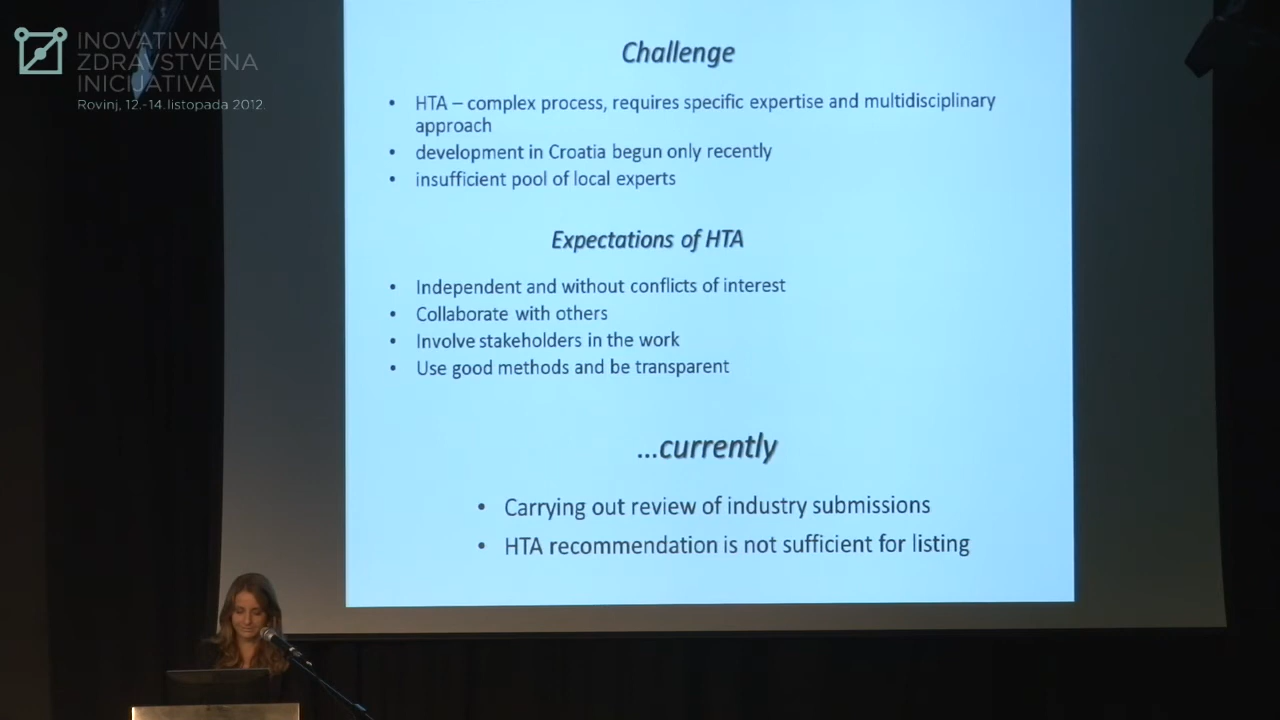 INOVATIVNA
ZDRAVSTVENA
INICIJATIVA
Rovinj, 12.-14. listopada 2012.
Challenge
• HTA – complex process, requires specific expertise and multidisciplinary
approach
• development in Croatia begun only recently
• insufficient pool of local experts
Expectations of HTA
• Independent and without conflicts of interest
• Collaborate with others
• Involve stakeholders in the work
• Use good methods and be transparent
...currently
• Carrying out review of industry submissions
• HTA recommendation is not sufficient for listing